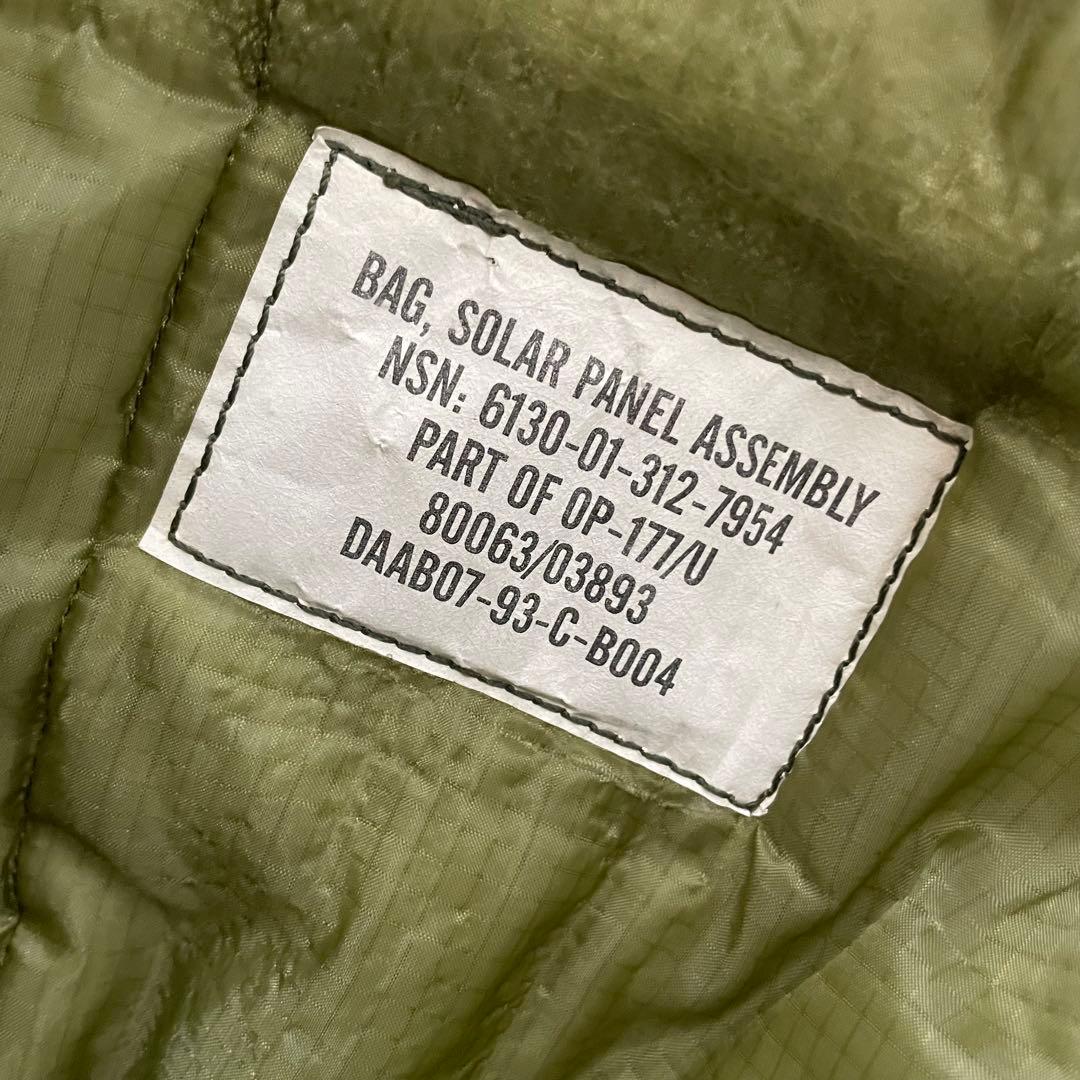 BAG, SOLAR PANEL ASSEMBLY
NSN: 6130-01-312-7954
PART OF OP-177/U
80063/03893
DAAB07-93-C-B004